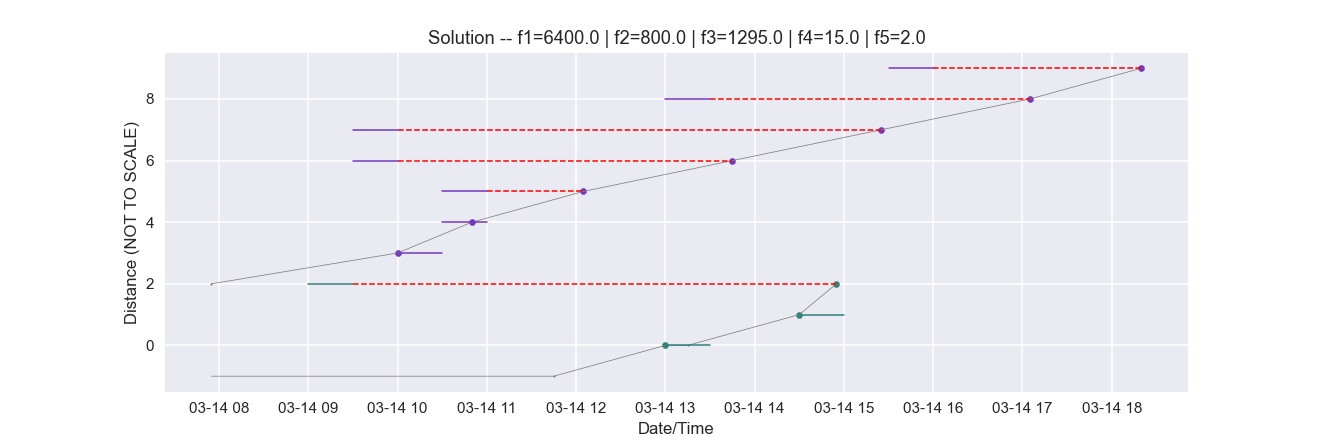 Solution -- f1=6400.0 | f2=800.0 | f3=1295.0 | f4=15.0 | f5=2.0
Distance (NOT TO SCALE)
8
6
4
2
0
03-14 08 03-14 09 03-14 10 03-14 11 03-14 12 03-14 13 03-14 14 03-14 15 03-14 16 03-14 17 03-14 18
Date/Time